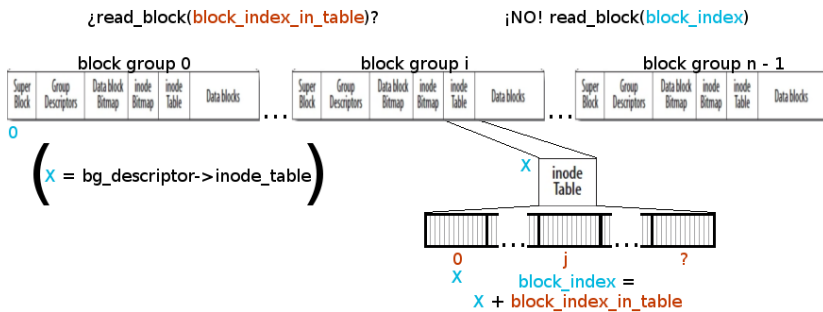 ¿read_block(block_index_in_table)? ¡NO! read_block(block_index)
block group 0 block group i block group n - 1
Super Block Group Descriptors Data block Bitmap inode Bitmap inode Table Data blocks ... Super Block Group Descriptors Data block Bitmap inode Bitmap inode Table Data blocks ... Super Block Group Descriptors Data block Bitmap inode Bitmap inode Table Data blocks
0
(X = bg_descriptor->inode_table)
X inode
Table
... ...
0 j ?
X block_index =
X + block_index_in_table